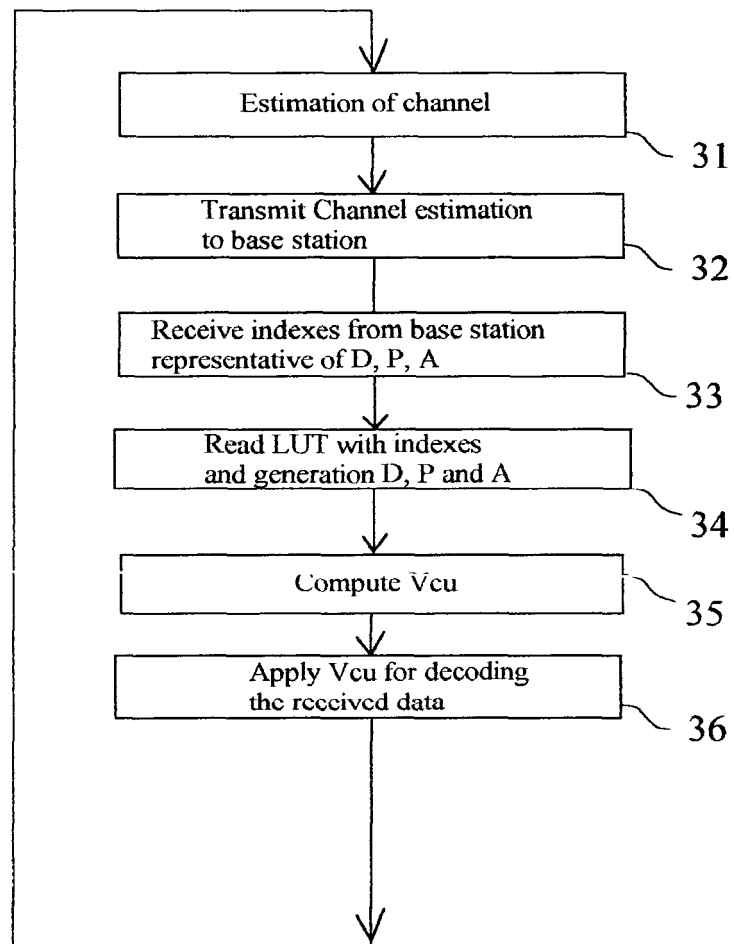 Estimation of channel
31
Transmit Channel estimation
to base station
32
Receive indexes from base station
representative of D, P, A
33
Read LUT with indexes
and generation D, P and A
34
Compute Vcu
35
Apply Vcu for decoding
the received data
36